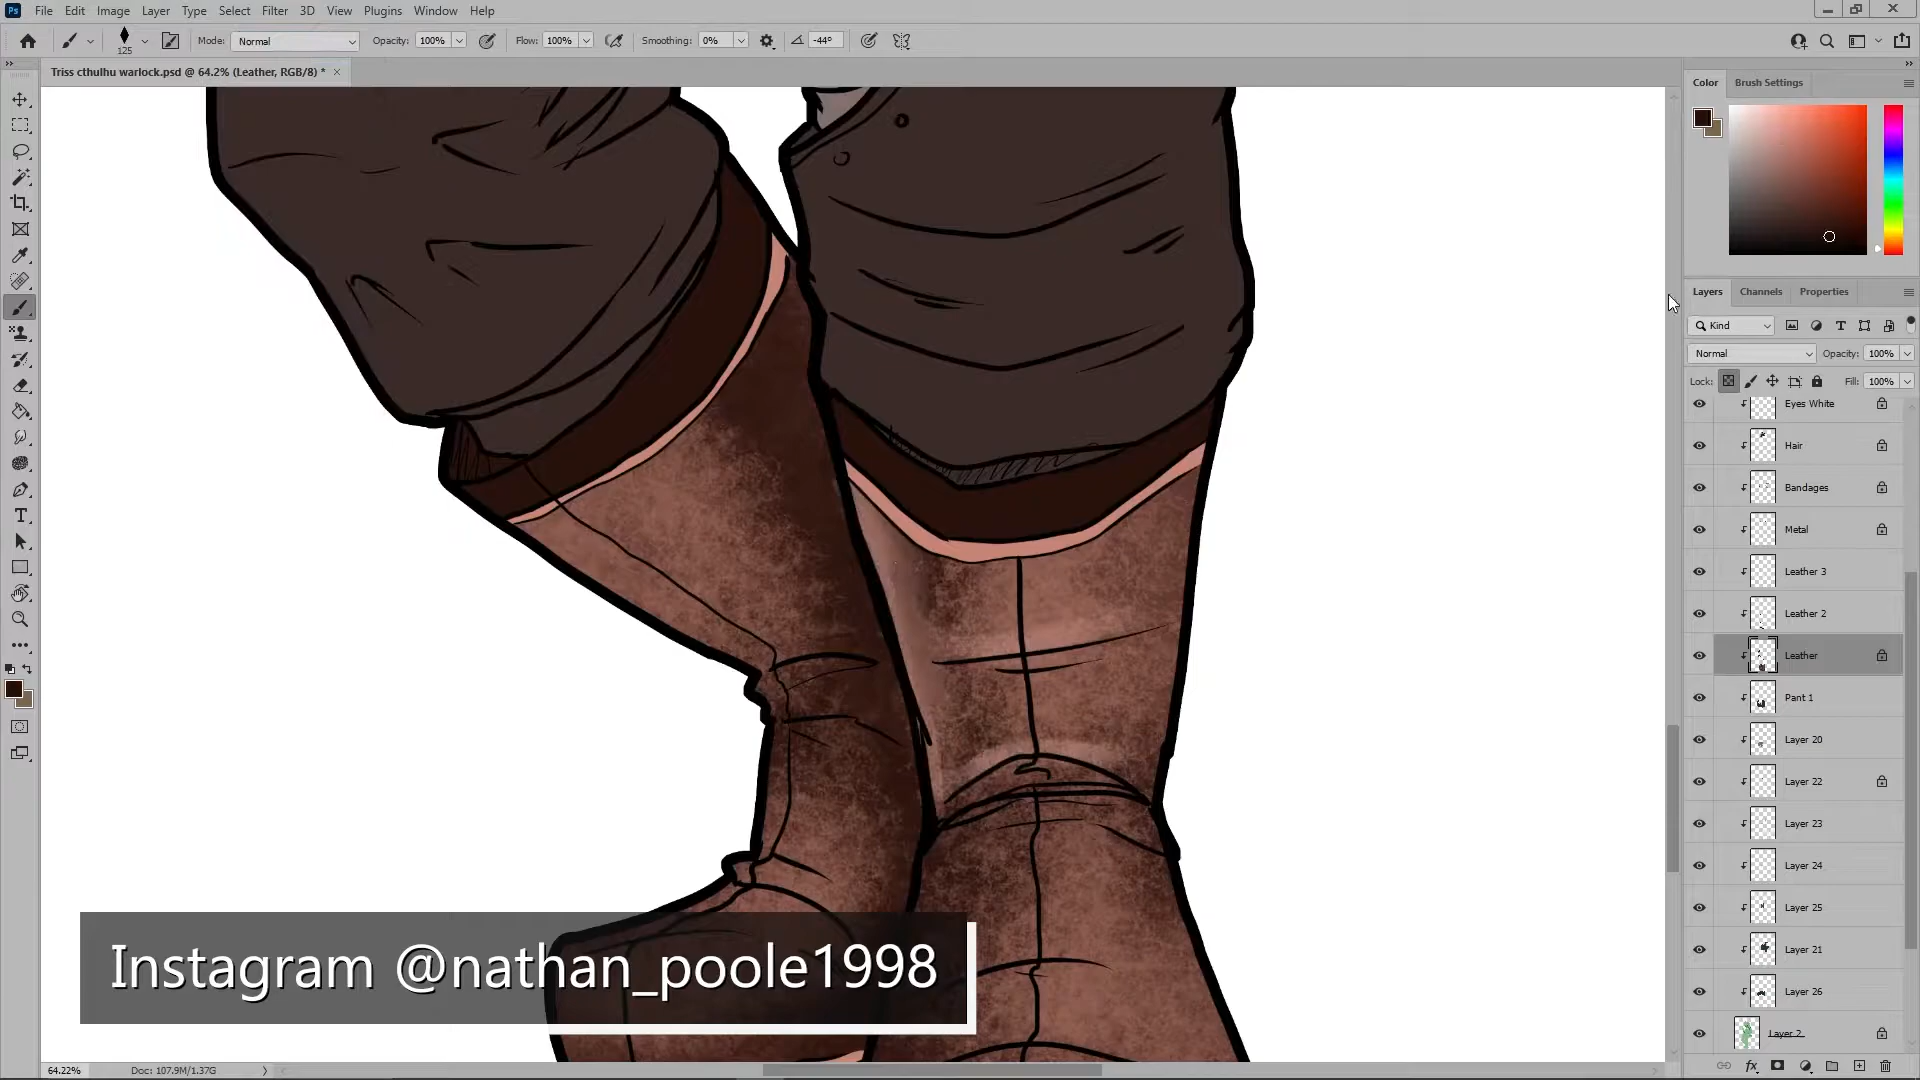 Ps File Edit Image Layer Type Select Filter 3D View Plugins Window Help
125 Mode: Normal Opacity: 100% Flow: 100% Smoothing: 0% -44°
Triss cthulhu warlock.psd @ 64.2% (Leather, RGB/8) *
Color Brush Settings
Layers Channels Properties
Kind
Normal Opacity: 100%
Lock: Fill: 100%
Eyes White
Hair
Bandages
Metal
Leather 3
Leather 2
Leather
Pant 1
Layer 20
Layer 22
Layer 23
Layer 24
Layer 25
Layer 21
Layer 26
Layer 2
Instagram @nathan_poole1998
64.22% Doc: 107.9M/1.37G